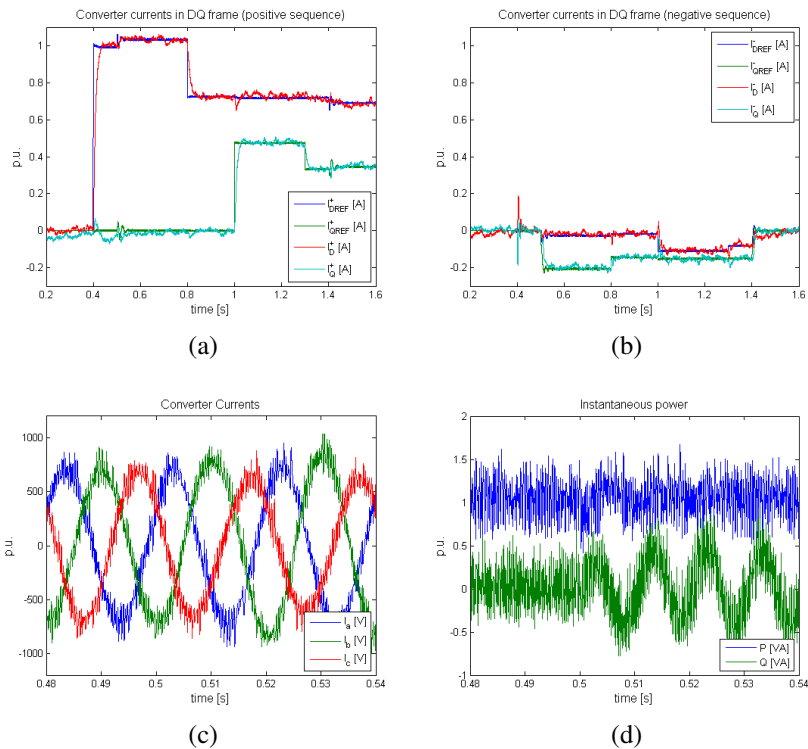 Converter currents in DQ frame (positive sequence)
p.u.
1
0.8
0.6
0.4
0.2
0
-0.2
0.2 0.4 0.6 0.8 1 1.2 1.4 1.6
time [s]
I+DREF [A]
I+QREF [A]
I+D [A]
I+Q [A]
(a)
Converter currents in DQ frame (negative sequence)
p.u.
1
0.8
0.6
0.4
0.2
0
-0.2
0.2 0.4 0.6 0.8 1 1.2 1.4 1.6
time [s]
I-DREF [A]
I-QREF [A]
I-D [A]
I-Q [A]
(b)
Converter Currents
p.u.
1000
500
0
-500
-1000
0.48 0.49 0.5 0.51 0.52 0.53 0.54
time [s]
Ia [V]
Ib [V]
Ic [V]
(c)
Instantaneous power
p.u.
2
1.5
1
0.5
0
-0.5
-1
0.48 0.49 0.5 0.51 0.52 0.53 0.54
time [s]
P [VA]
Q [VA]
(d)